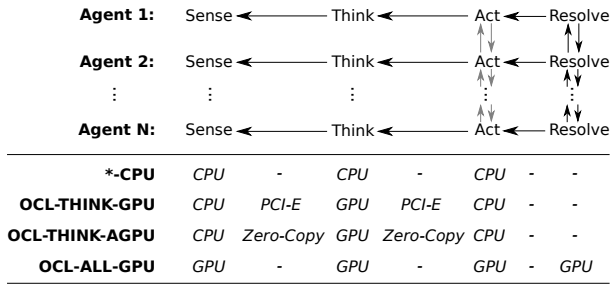 Agent 1: Sense Think Act Resolve
Agent 2: Sense Think Act Resolve
⋮ ⋮ ⋮ ⋮ ⋮
Agent N: Sense Think Act Resolve
*-CPU CPU - CPU CPU - -
OCL-THINK-GPU CPU PCI-E GPU PCI-E CPU - -
OCL-THINK-AGPU CPU Zero-Copy GPU Zero-Copy CPU - -
OCL-ALL-GPU GPU - GPU - GPU - GPU